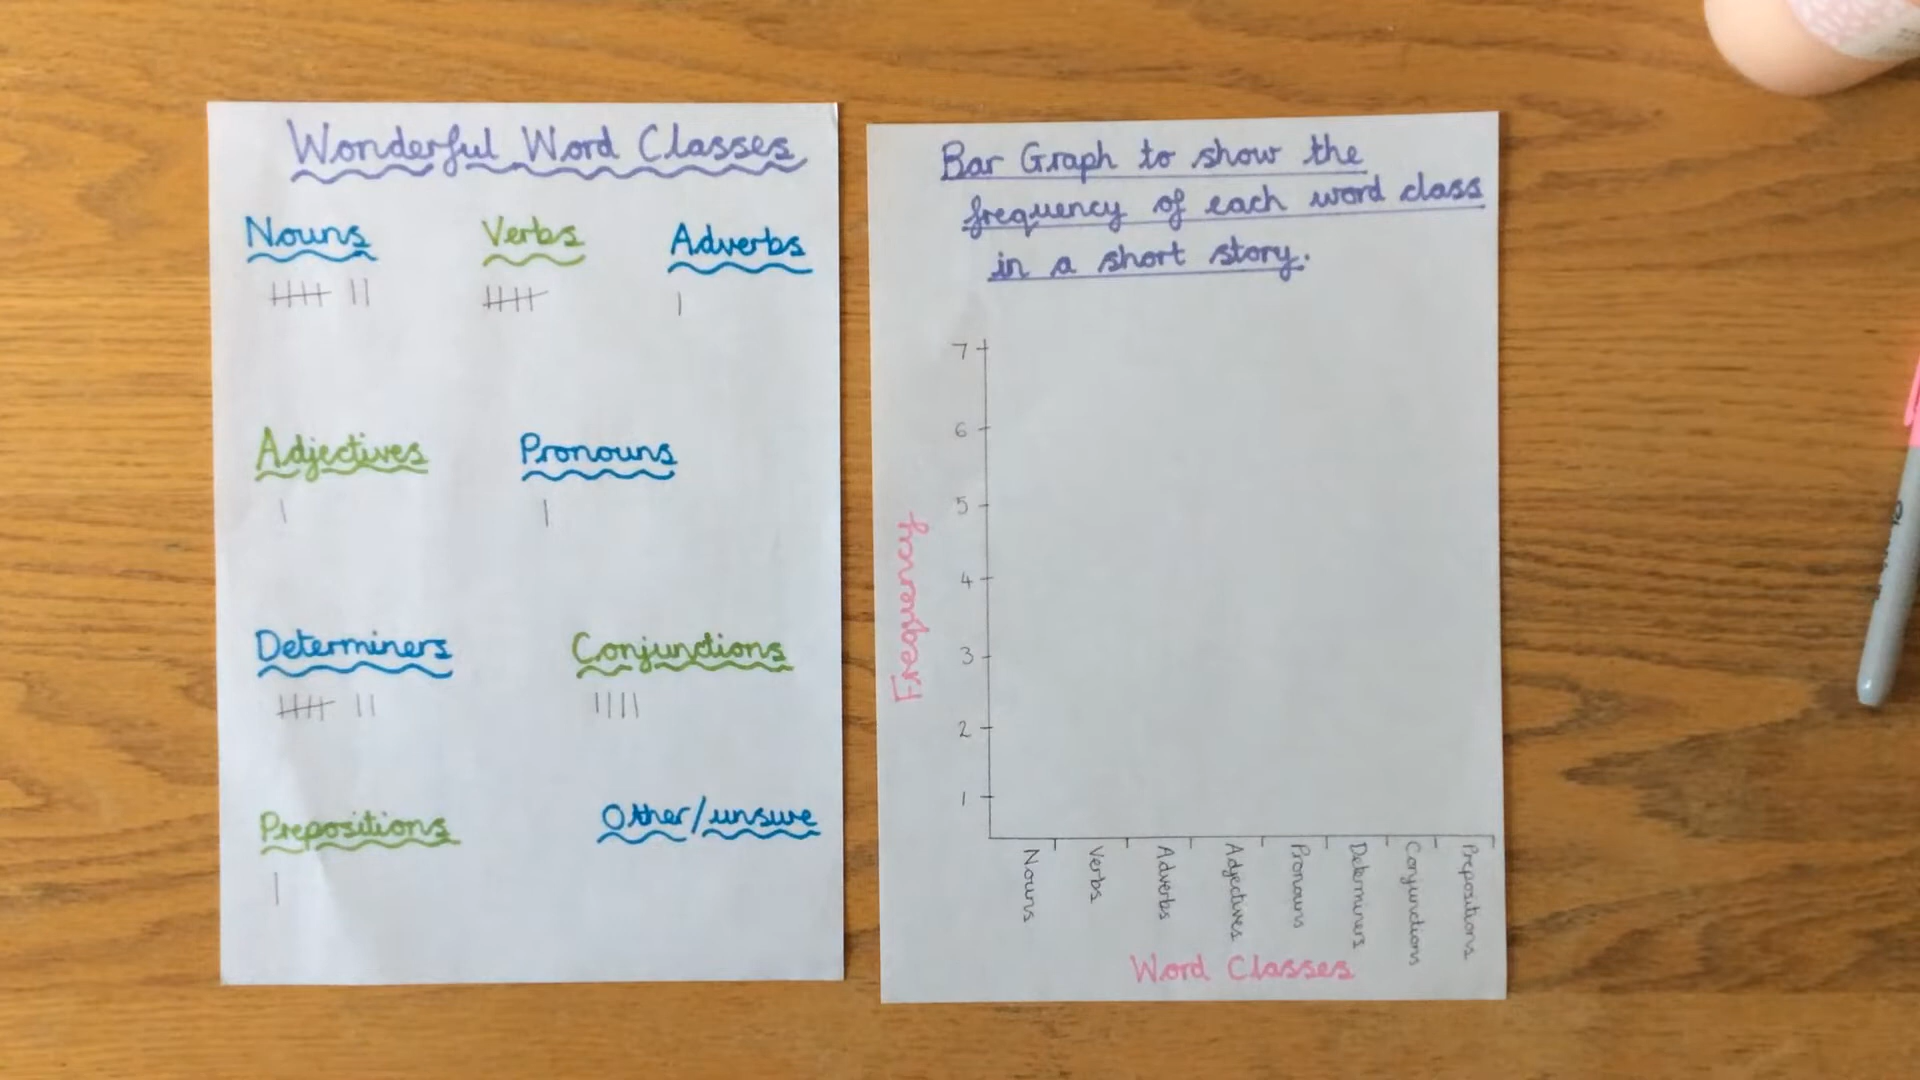 Wonderful Word Classes
Nouns
Verbs
Adverbs
Adjectives
Pronouns
Determiners
Conjunctions
Prepositions
Other/unsure
Bar Graph to show the
frequency of each word class
in a short story.
7
6
5
4
3
2
1
Frequency
Nouns
Verbs
Adverbs
Adjectives
Pronouns
Determiners
Conjunctions
Prepositions
Word Classes